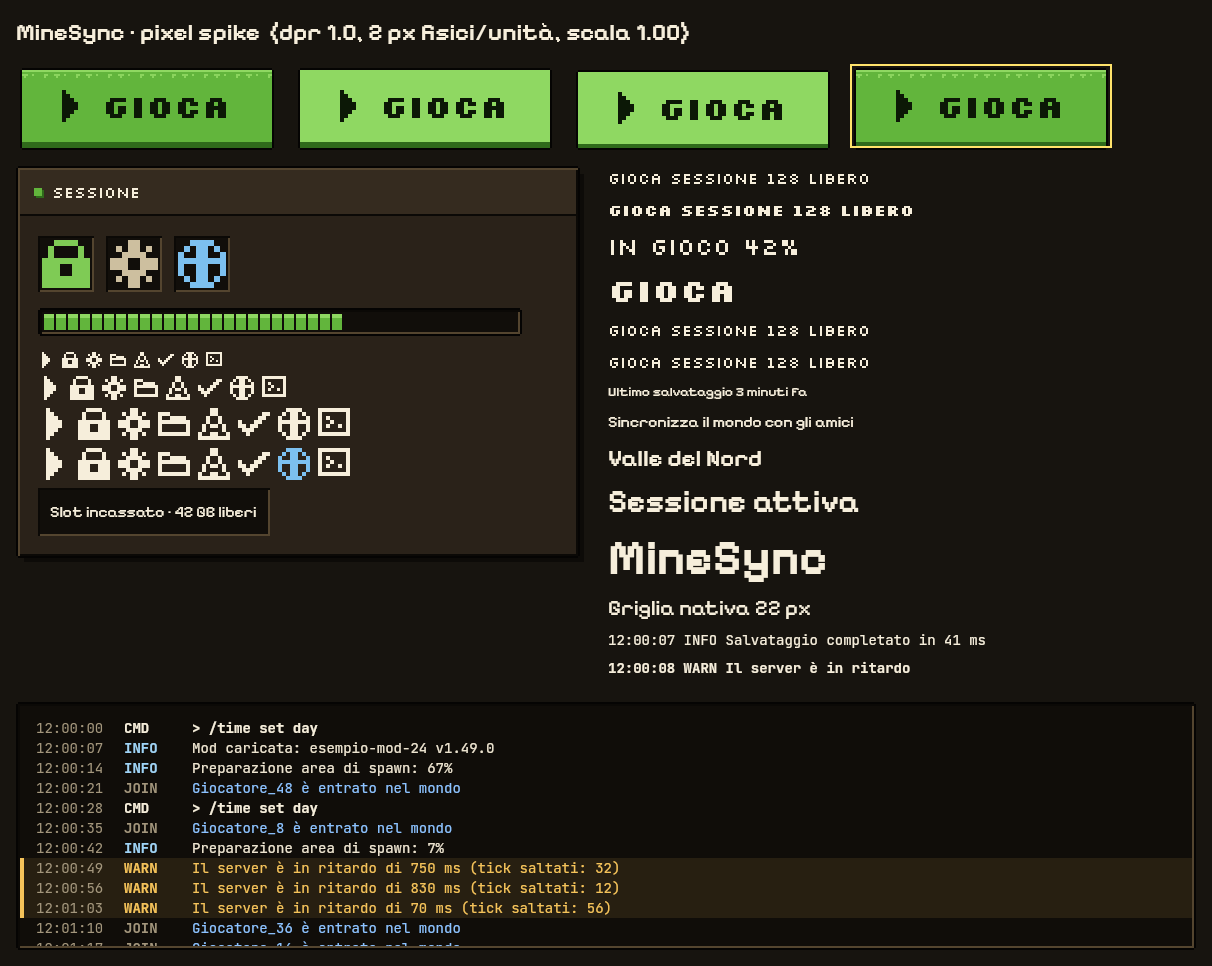 MineSync · pixel spike (dpr 1.0, 2 px fisici/unità, scala 1.00)
GIOCA
GIOCA
GIOCA
GIOCA
SESSIONE
Slot incassato · 42 GB liberi
GIOCA SESSIONE 128 LIBERO
GIOCA SESSIONE 128 LIBERO
IN GIOCO 42%
GIOCA
GIOCA SESSIONE 128 LIBERO
GIOCA SESSIONE 128 LIBERO
Ultimo salvataggio 3 minuti fa
Sincronizza il mondo con gli amici
Valle del Nord
Sessione attiva
MineSync
Griglia nativa 22 px
12:00:07 INFO Salvataggio completato in 41 ms
12:00:08 WARN Il server è in ritardo
12:00:00 CMD > /time set day
12:00:07 INFO Mod caricata: esempio-mod-24 v1.49.0
12:00:14 INFO Preparazione area di spawn: 67%
12:00:21 JOIN Giocatore_48 è entrato nel mondo
12:00:28 CMD > /time set day
12:00:35 JOIN Giocatore_8 è entrato nel mondo
12:00:42 INFO Preparazione area di spawn: 7%
12:00:49 WARN Il server è in ritardo di 750 ms (tick saltati: 32)
12:00:56 WARN Il server è in ritardo di 830 ms (tick saltati: 12)
12:01:03 WARN Il server è in ritardo di 70 ms (tick saltati: 56)
12:01:10 JOIN Giocatore_36 è entrato nel mondo
12:01:17 JOIN Giocatore_14 è entrato nel mondo